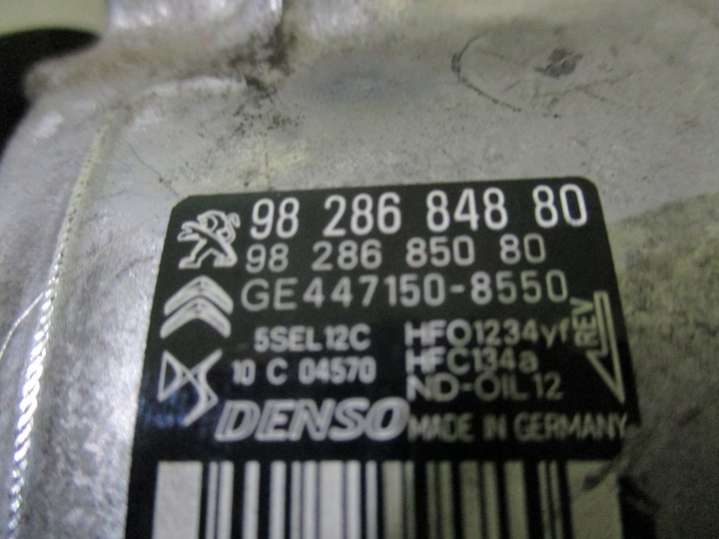 98 286 848 80
98 286 850 80
GE447150-8550
5SEL12C HFO1234yf
10 C 04570 HFC134a
ND-OIL12
REV
DENSO MADE IN GERMANY